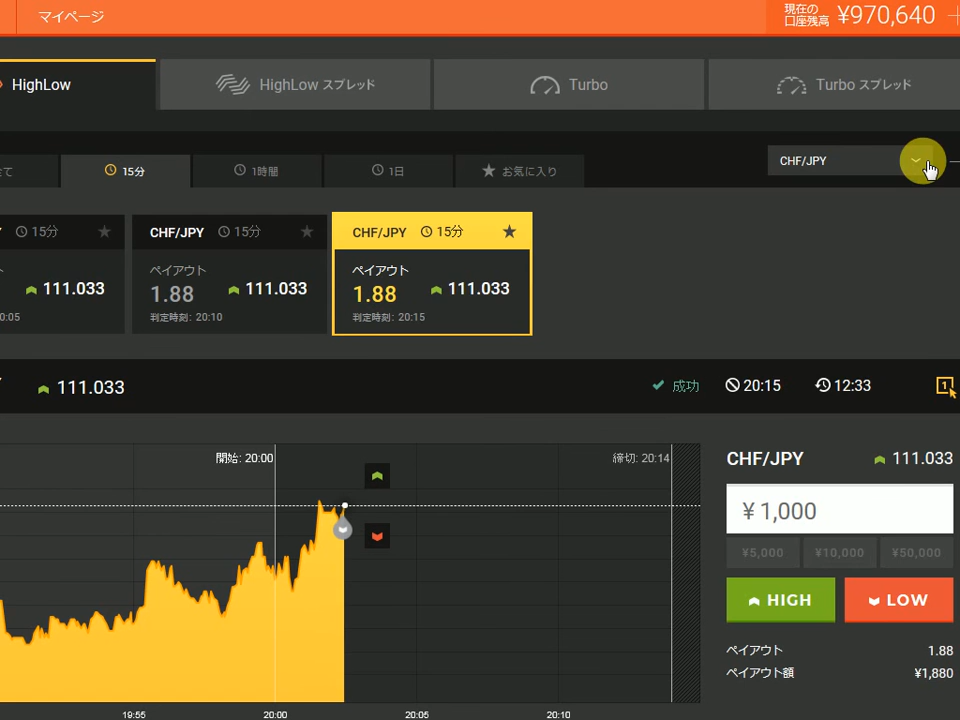 マイページ
現在の
口座残高 ¥970,640
HighLow
HighLow スプレッド
Turbo
Turbo スプレッド
15分
1時間
1日
お気に入り
CHF/JPY
15分
111.033
CHF/JPY 15分
ペイアウト
1.88 111.033
判定時刻: 20:10
CHF/JPY 15分
ペイアウト
1.88 111.033
判定時刻: 20:15
111.033
成功
20:15
12:33
1
開始: 20:00
締切: 20:14
19:55
20:00
20:05
20:10
CHF/JPY 111.033
¥ 1,000
¥5,000
¥10,000
¥50,000
HIGH
LOW
ペイアウト 1.88
ペイアウト額 ¥1,880